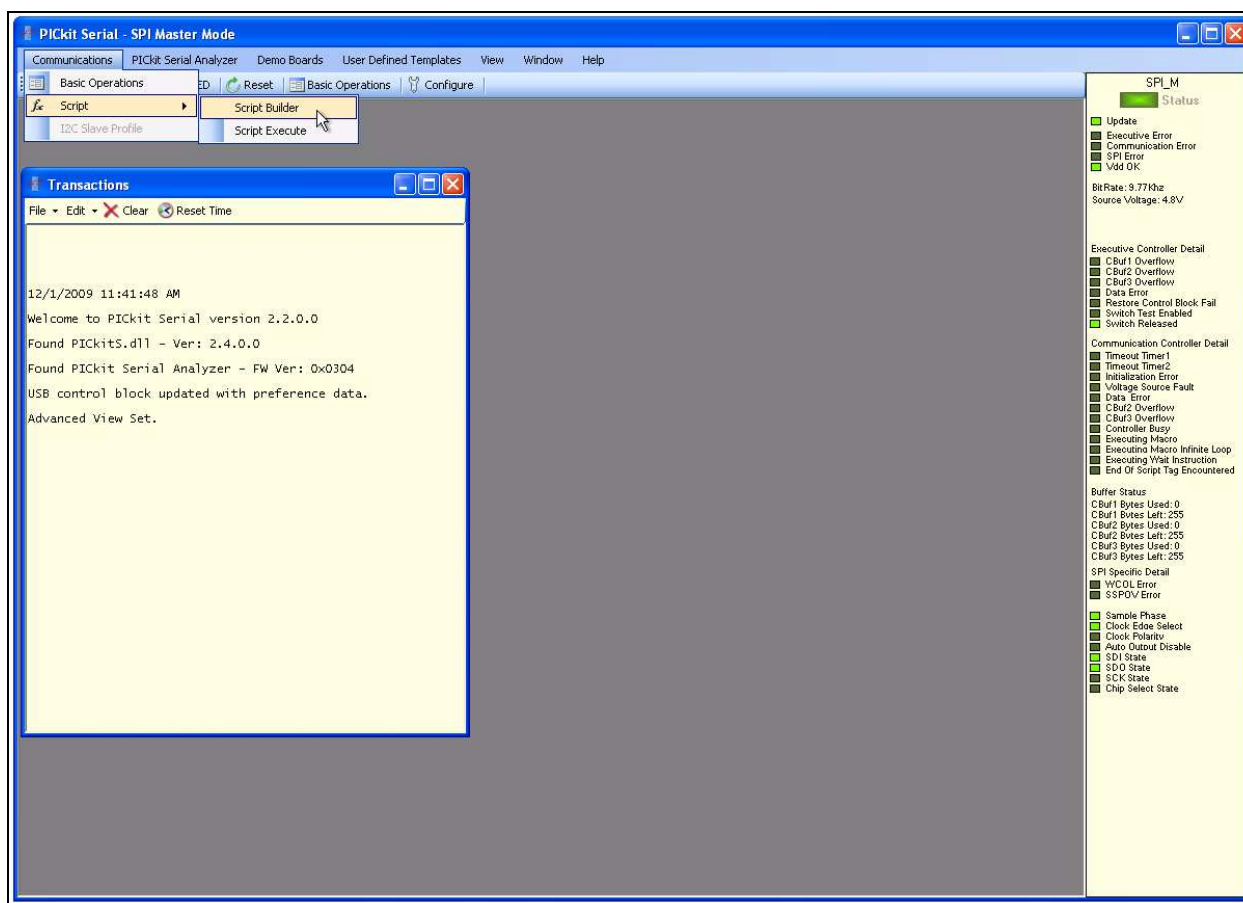 PICkit Serial - SPI Master Mode
Communications PICkit Serial Analyzer Demo Boards User Defined Templates View Window Help
Basic Operations
ED Reset Basic Operations Configure
Script
Script Builder
I2C Slave Profile
Script Execute
Transactions
File Edit Clear Reset Time
12/1/2009 11:41:48 AM
Welcome to PICkit Serial version 2.2.0.0
Found PICkitS.dll - Ver: 2.4.0.0
Found PICkit Serial Analyzer - FW Ver: 0x0304
USB control block updated with preference data.
Advanced View Set.
SPI_M
Status
Update
Executive Error
Communication Error
SPI Error
Vdd OK
BitRate: 9.77Khz
Source Voltage: 4.8V
Executive Controller Detail
CBuf1 Overflow
CBuf2 Overflow
CBuf3 Overflow
Data Error
Restore Control Block Fail
Switch Test Enabled
Switch Released
Communication Controller Detail
Timeout Timer1
Timeout Timer2
Initialization Error
Voltage Source Fault
Data Error
CBuf2 Overflow
CBuf3 Overflow
Controller Busy
Executing Macro
Executing Macro Infinite Loop
Executing Wait Instruction
End Of Script Tag Encountered
Buffer Status
CBuf1 Bytes Used: 0
CBuf1 Bytes Left: 255
CBuf2 Bytes Used: 0
CBuf2 Bytes Left: 255
CBuf3 Bytes Used: 0
CBuf3 Bytes Left: 255
SPI Specific Detail
WCOL Error
SSPOV Error
Sample Phase
Clock Edge Select
Clock Polarity
Auto Output Disable
SDI State
SDO State
SCK State
Chip Select State